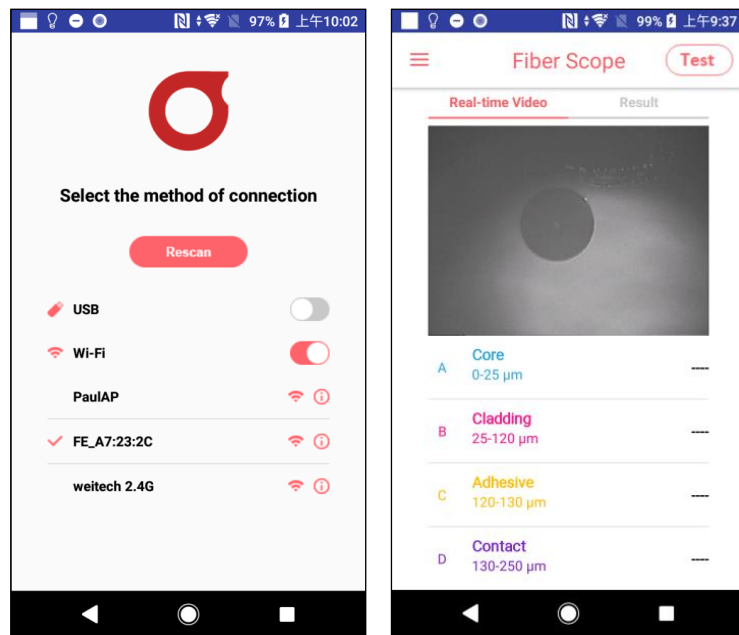 97% 上午10:02
Select the method of connection
Rescan
USB
Wi-Fi
PaulAP
FE_A7:23:2C
weitech 2.4G
99% 上午9:37
Fiber Scope
Test
Real-time Video Result
A Core ----
0-25 µm
B Cladding ----
25-120 µm
C Adhesive ----
120-130 µm
D Contact ----
130-250 µm